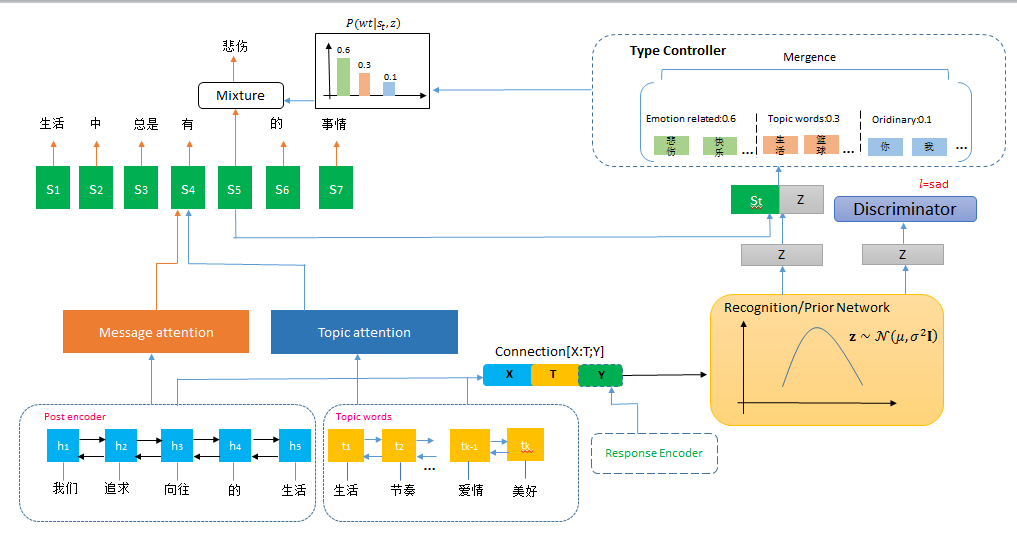 P(wt|sₜ,z)
0.6
0.3
0.1
悲伤
Mixture
生活 中 总是 有 的 事情
S1 S2 S3 S4 S5 S6 S7
Type Controller
Mergence
Emotion related:0.6 Topic words:0.3 Oridinary:0.1
悲伤 快乐 ... 生活 篮球 ... 你 我 ...
l=sad
St Z
Discriminator
Z Z
Recognition/Prior Network
z ~ N(μ,σ²I)
Message attention Topic attention
Connection[X:T;Y]
X T Y
Post encoder
h1 h2 h3 h4 h5
我们 追求 向往 的 生活
Topic words
t1 t2 ... tk-1 tk
生活 节奏 爱情 美好
Response Encoder